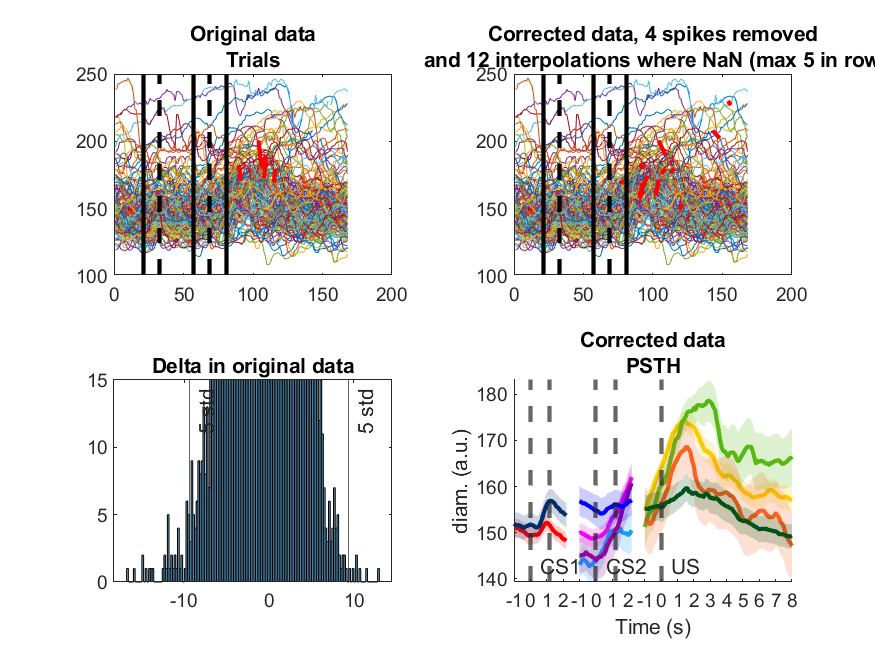 Original data
Trials
250
200
150
100
0 50 100 150 200
Corrected data, 4 spikes removed
and 12 interpolations where NaN (max 5 in row
250
200
150
100
0 50 100 150 200
Delta in original data
15
10
5
0
-10 0 10
5 std
5 std
Corrected data
PSTH
diam. (a.u.)
180
170
160
150
140
CS1 CS2 US
-1 0 1 2 -1 0 1 2 -1 0 1 2 3 4 5 6 7 8
Time (s)